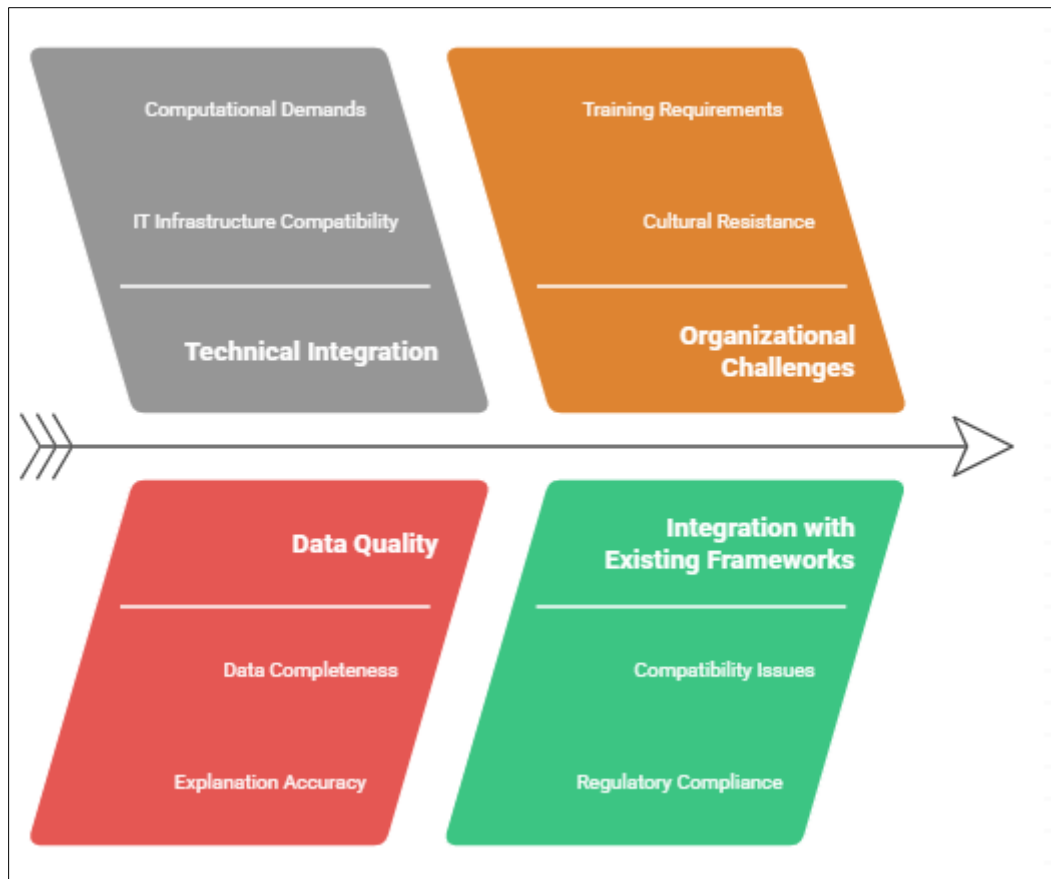 Computational Demands
IT Infrastructure Compatibility
Technical Integration
Training Requirements
Cultural Resistance
Organizational
Challenges
Data Quality
Data Completeness
Explanation Accuracy
Integration with
Existing Frameworks
Compatibility Issues
Regulatory Compliance